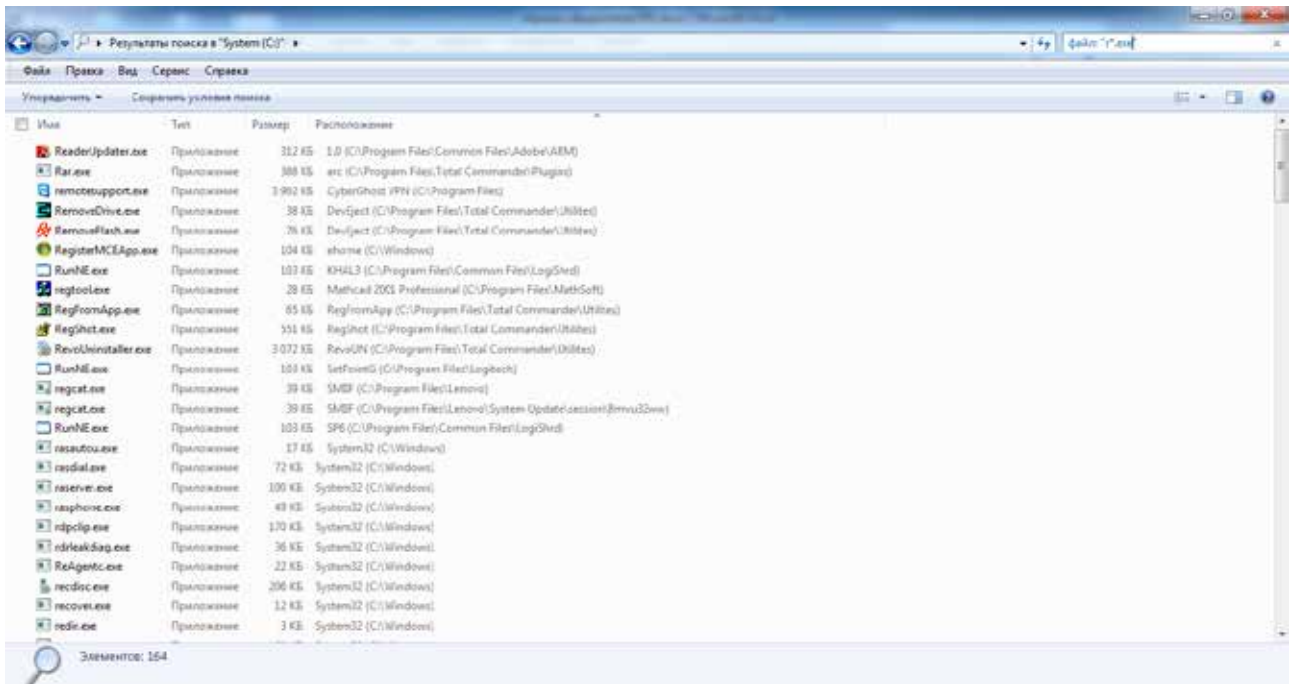 Результаты поиска в "System (C:)"
файл:"r*.exe
Файл Правка Вид Сервис Справка
Упорядочить Сохранить условия поиска
Имя Тип Размер Расположение
ReaderUpdater.exe Приложение 312 КБ 1.0 (C:\Program Files\Common Files\Adobe\ARM)
Rar.exe Приложение 388 КБ arc (C:\Program Files\Total Commander\Plugins)
remotesupport.exe Приложение 3 992 КБ CyberGhost VPN (C:\Program Files)
RemoveDrive.exe Приложение 38 КБ DevEject (C:\Program Files\Total Commander\Utilites)
RemoveFlash.exe Приложение 76 КБ DevEject (C:\Program Files\Total Commander\Utilites)
RegisterMCEApp.exe Приложение 104 КБ ehome (C:\Windows)
RunNE.exe Приложение 103 КБ KHAL3 (C:\Program Files\Common Files\LogiShrd)
regtool.exe Приложение 28 КБ Mathcad 2001 Professional (C:\Program Files\MathSoft)
RegFromApp.exe Приложение 65 КБ RegFromApp (C:\Program Files\Total Commander\Utilites)
RegShot.exe Приложение 551 КБ RegShot (C:\Program Files\Total Commander\Utilites)
RevoUninstaller.exe Приложение 3 072 КБ RevoUN (C:\Program Files\Total Commander\Utilites)
RunNE.exe Приложение 103 КБ SetPointG (C:\Program Files\Logitech)
regcat.exe Приложение 39 КБ SMBF (C:\Program Files\Lenovo)
regcat.exe Приложение 39 КБ SMBF (C:\Program Files\Lenovo\System Update\session\
RunNE.exe Приложение 103 КБ SP6 (C:\Program Files\Common Files\LogiShrd)
rasautou.exe Приложение 17 КБ System32 (C:\Windows)
rasdial.exe Приложение 72 КБ System32 (C:\Windows)
raserver.exe Приложение 100 КБ System32 (C:\Windows)
rasphone.exe Приложение 49 КБ System32 (C:\Windows)
rdpclip.exe Приложение 170 КБ System32 (C:\Windows)
rdrleakdiag.exe Приложение 36 КБ System32 (C:\Windows)
ReAgentc.exe Приложение 22 КБ System32 (C:\Windows)
recdisc.exe Приложение 206 КБ System32 (C:\Windows)
recover.exe Приложение 12 КБ System32 (C:\Windows)
redir.exe Приложение 3 КБ System32 (C:\Windows)
Элементов: 164